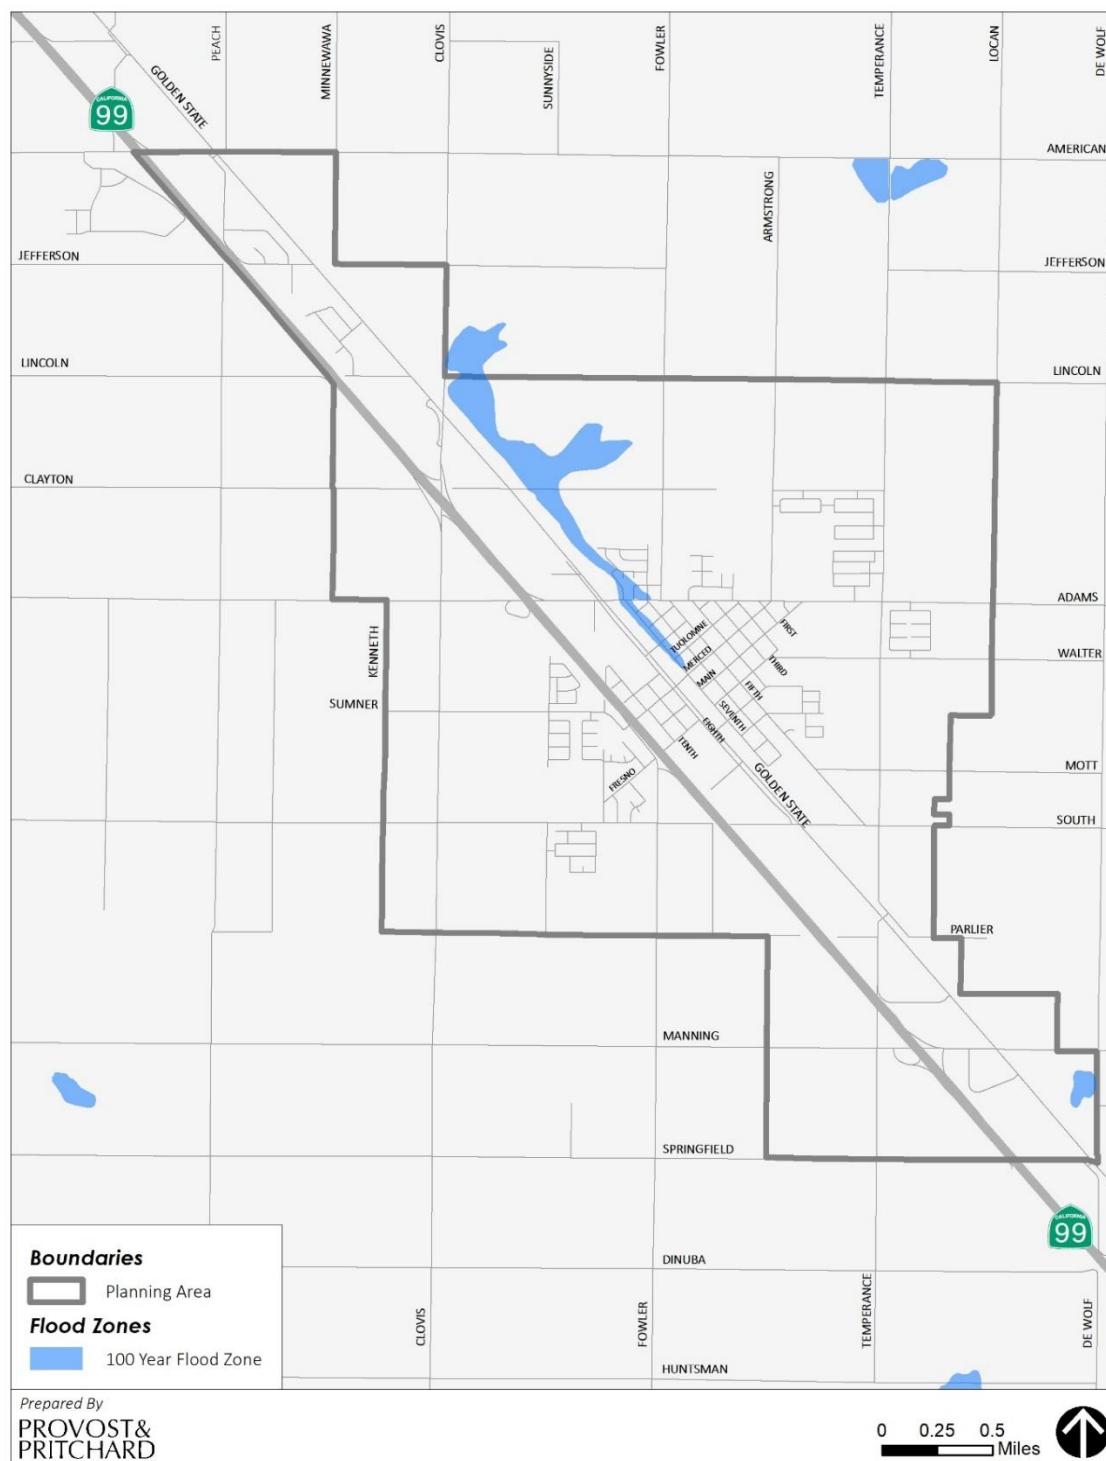 PEACH
MINNEWAWA
CLOVIS
SUNNYSIDE
FOWLER
TEMPERANCE
LOCAN
DE WOLF
GOLDEN STATE
CALIFORNIA
99
AMERICAN
ARMSTRONG
JEFFERSON
JEFFERSON
LINCOLN
LINCOLN
CLAYTON
ADAMS
TUOLOMNE
FIRST
KENNETH
MERCED
WALTER
THIRD
MAIN
FIFTH
SUMNER
SEVENTH
EIGHTH
TENTH
MOTT
FRESNO
GOLDEN STATE
SOUTH
PARLIER
MANNING
SPRINGFIELD
CALIFORNIA
99
DINUBA
CLOVIS
FOWLER
TEMPERANCE
DE WOLF
HUNTSMAN
Boundaries
Planning Area
Flood Zones
100 Year Flood Zone
Prepared By
PROVOST&
PRITCHARD
0 0.25 0.5
Miles